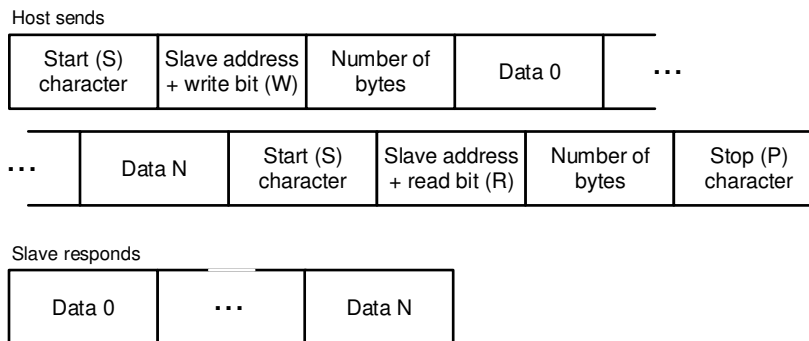 Host sends
Start (S)
character
Slave address
+ write bit (W)
Number of
bytes
Data 0
...
...
Data N
Start (S)
character
Slave address
+ read bit (R)
Number of
bytes
Stop (P)
character
Slave responds
Data 0
...
Data N